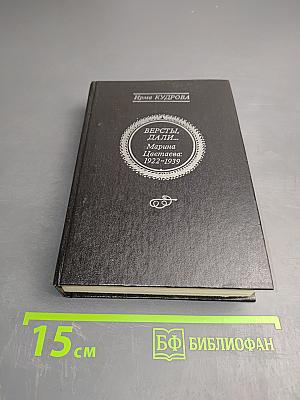 Ирма КУДРОВА
ВЕРСТЫ,
ДАЛИ...
Марина
Цветаева:
1922-1939
15 см
БФ БИБЛИОФАН